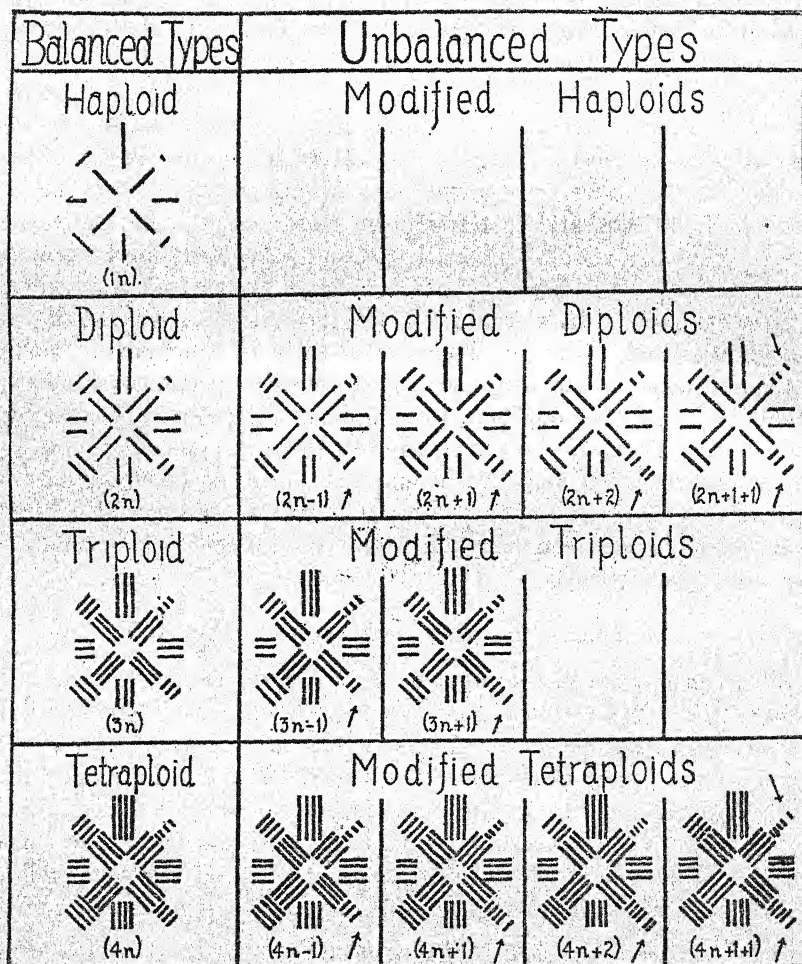 Balanced Types Unbalanced Types
Haploid Modified Haploids
(1n).
Diploid Modified Diploids
(2n) (2n-1) (2n+1) (2n+2) (2n+1+1)
Triploid Modified Triploids
(3n) (3n-1) (3n+1)
Tetraploid Modified Tetraploids
(4n) (4n-1) (4n+1) (4n+2) (4n+1+1)